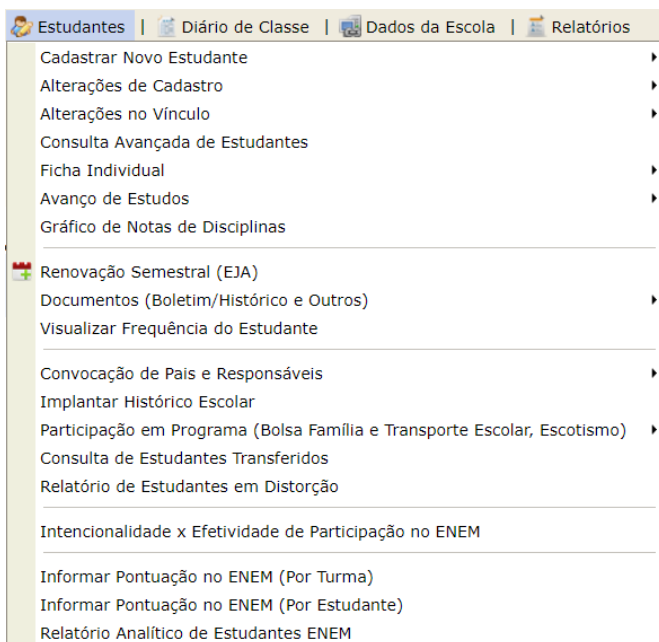 Estudantes | Diário de Classe | Dados da Escola | Relatórios
Cadastrar Novo Estudante
Alterações de Cadastro
Alterações no Vínculo
Consulta Avançada de Estudantes
Ficha Individual
Avanço de Estudos
Gráfico de Notas de Disciplinas
Renovação Semestral (EJA)
Documentos (Boletim/Histórico e Outros)
Visualizar Frequência do Estudante
Convocação de Pais e Responsáveis
Implantar Histórico Escolar
Participação em Programa (Bolsa Família e Transporte Escolar, Escotismo)
Consulta de Estudantes Transferidos
Relatório de Estudantes em Distorção
Intencionalidade x Efetividade de Participação no ENEM
Informar Pontuação no ENEM (Por Turma)
Informar Pontuação no ENEM (Por Estudante)
Relatório Analítico de Estudantes ENEM